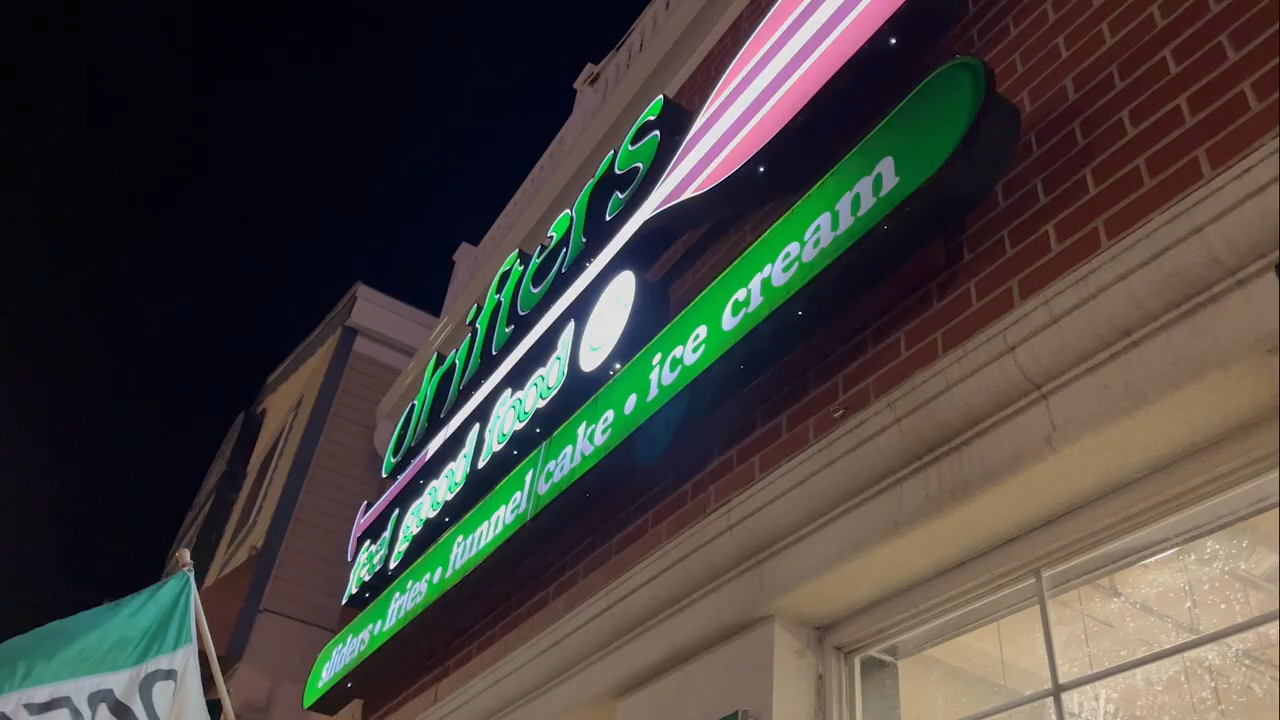 drifters
feel good food
sliders • fries • funnel cake • ice cream